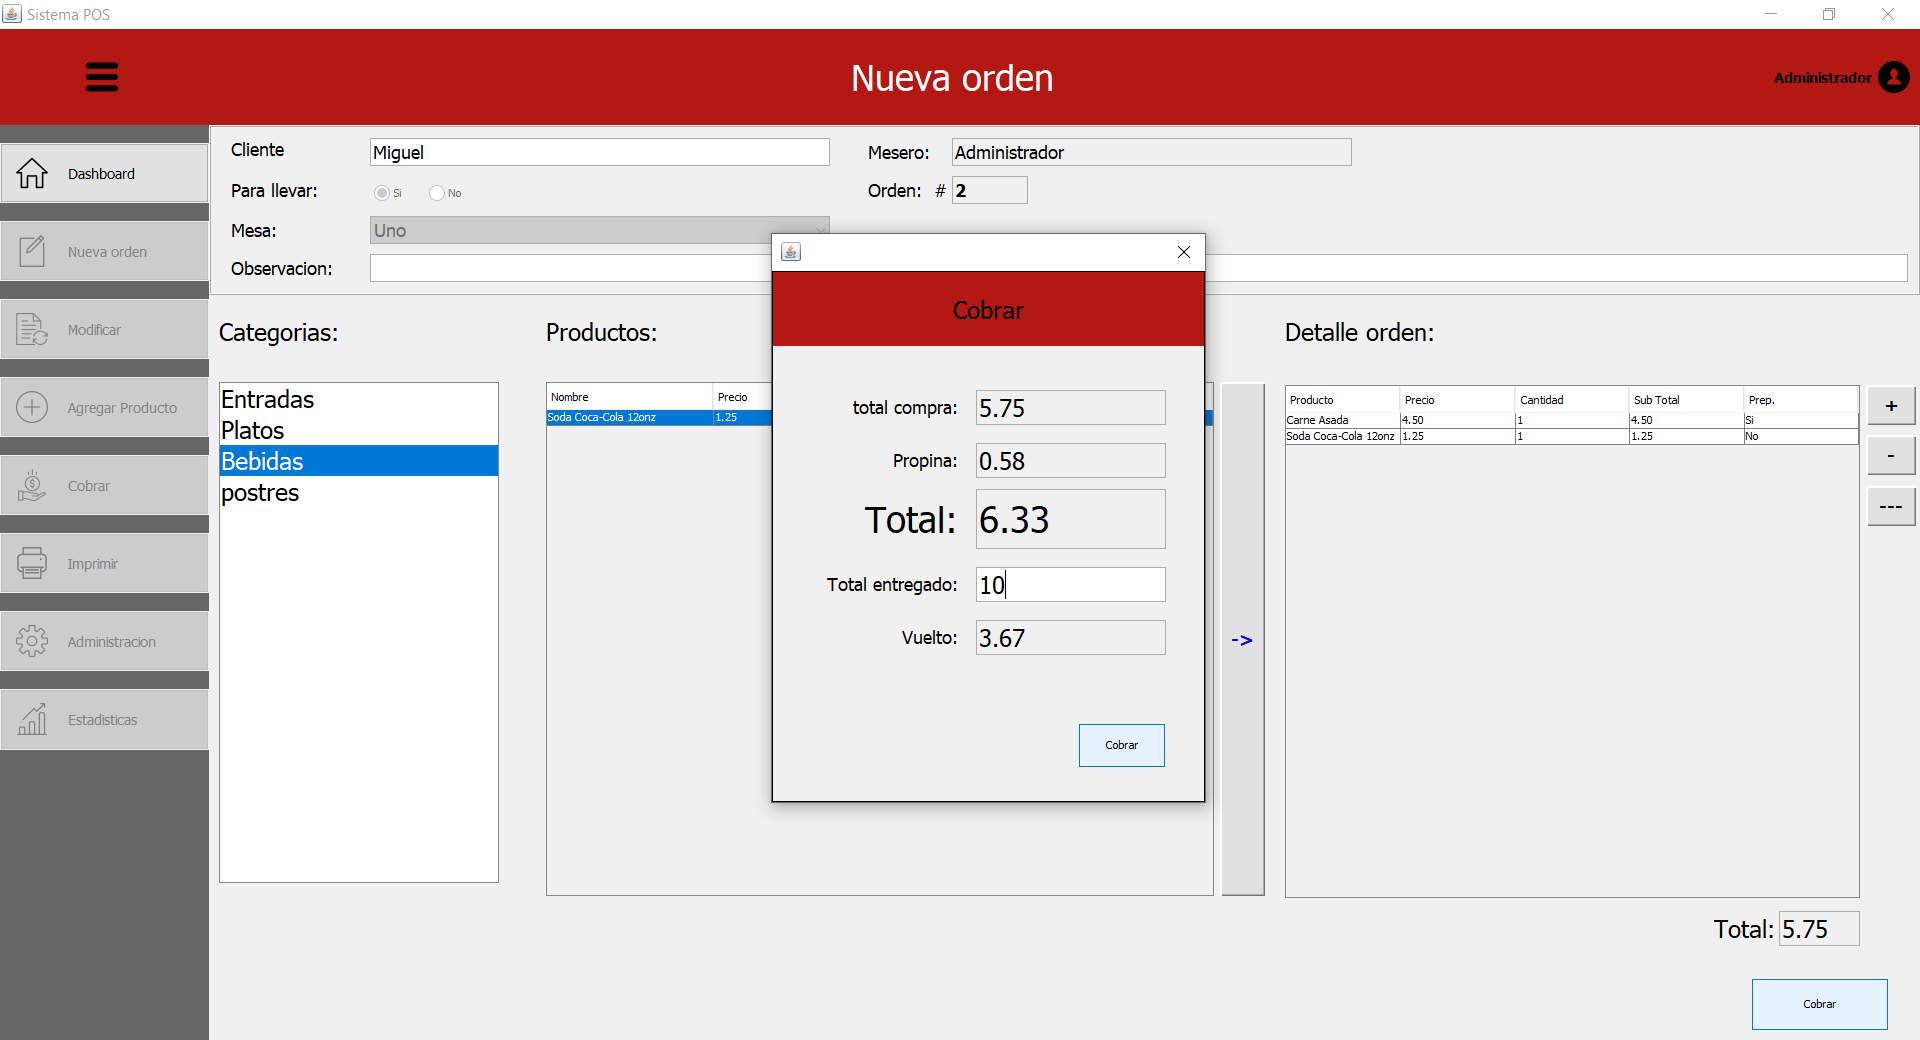 Sistema POS
Nueva orden
Administrador
Dashboard
Nueva orden
Modificar
Agregar Producto
Cobrar
Imprimir
Administracion
Estadisticas
Cliente
Miguel
Mesero:
Administrador
Para llevar:
Si
No
Orden: #
2
Mesa:
Uno
Observacion:
Categorias:
Entradas
Platos
Bebidas
postres
Productos:
Nombre Precio
Soda Coca-Cola 12onz 1.25
->
Cobrar
total compra: 5.75
Propina: 0.58
Total: 6.33
Total entregado: 10
Vuelto: 3.67
Cobrar
Detalle orden:
Producto Precio Cantidad Sub Total Prep.
Carne Asada 4.50 1 4.50 Si
Soda Coca-Cola 12onz 1.25 1 1.25 No
+
-
---
Total: 5.75
Cobrar